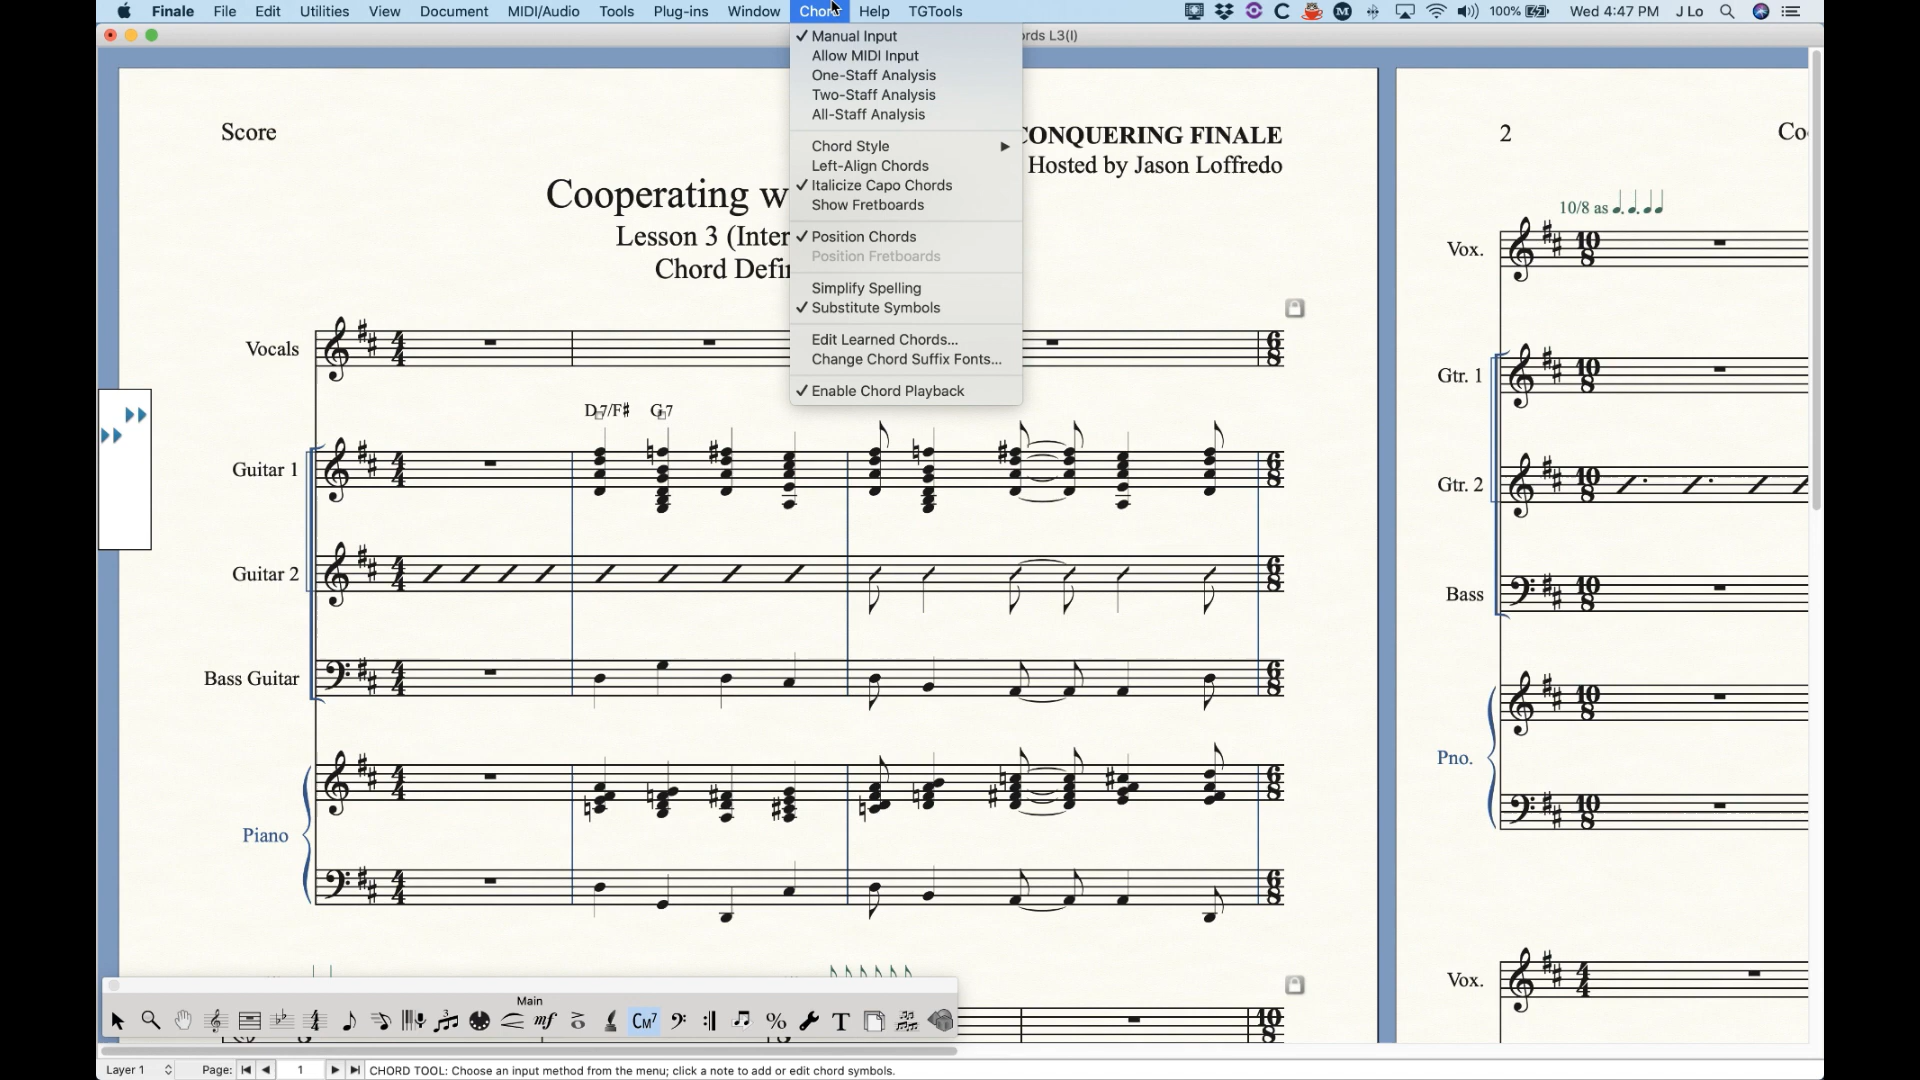 Finale File Edit Utilities View Document MIDI/Audio Tools Plug-ins Window Chord Help TGTools 100% Wed 4:47 PM J Lo
ords L3(I)
Manual Input
Allow MIDI Input
One-Staff Analysis
Two-Staff Analysis
All-Staff Analysis
Chord Style
Left-Align Chords
Italicize Capo Chords
Show Fretboards
Position Chords
Position Fretboards
Simplify Spelling
Substitute Symbols
Edit Learned Chords...
Change Chord Suffix Fonts...
Enable Chord Playback
Score
CONQUERING FINALE
Hosted by Jason Loffredo
Cooperating w
Lesson 3 (Inter
Chord Defin
Vocals
D7/F♯ G7
Guitar 1
Guitar 2
Bass Guitar
Piano
2
Co
10/8 as
Vox.
Gtr. 1
Gtr. 2
Bass
Pno.
Vox.
Main
CM7 mf % T
Layer 1 Page: 1 CHORD TOOL: Choose an input method from the menu; click a note to add or edit chord symbols.